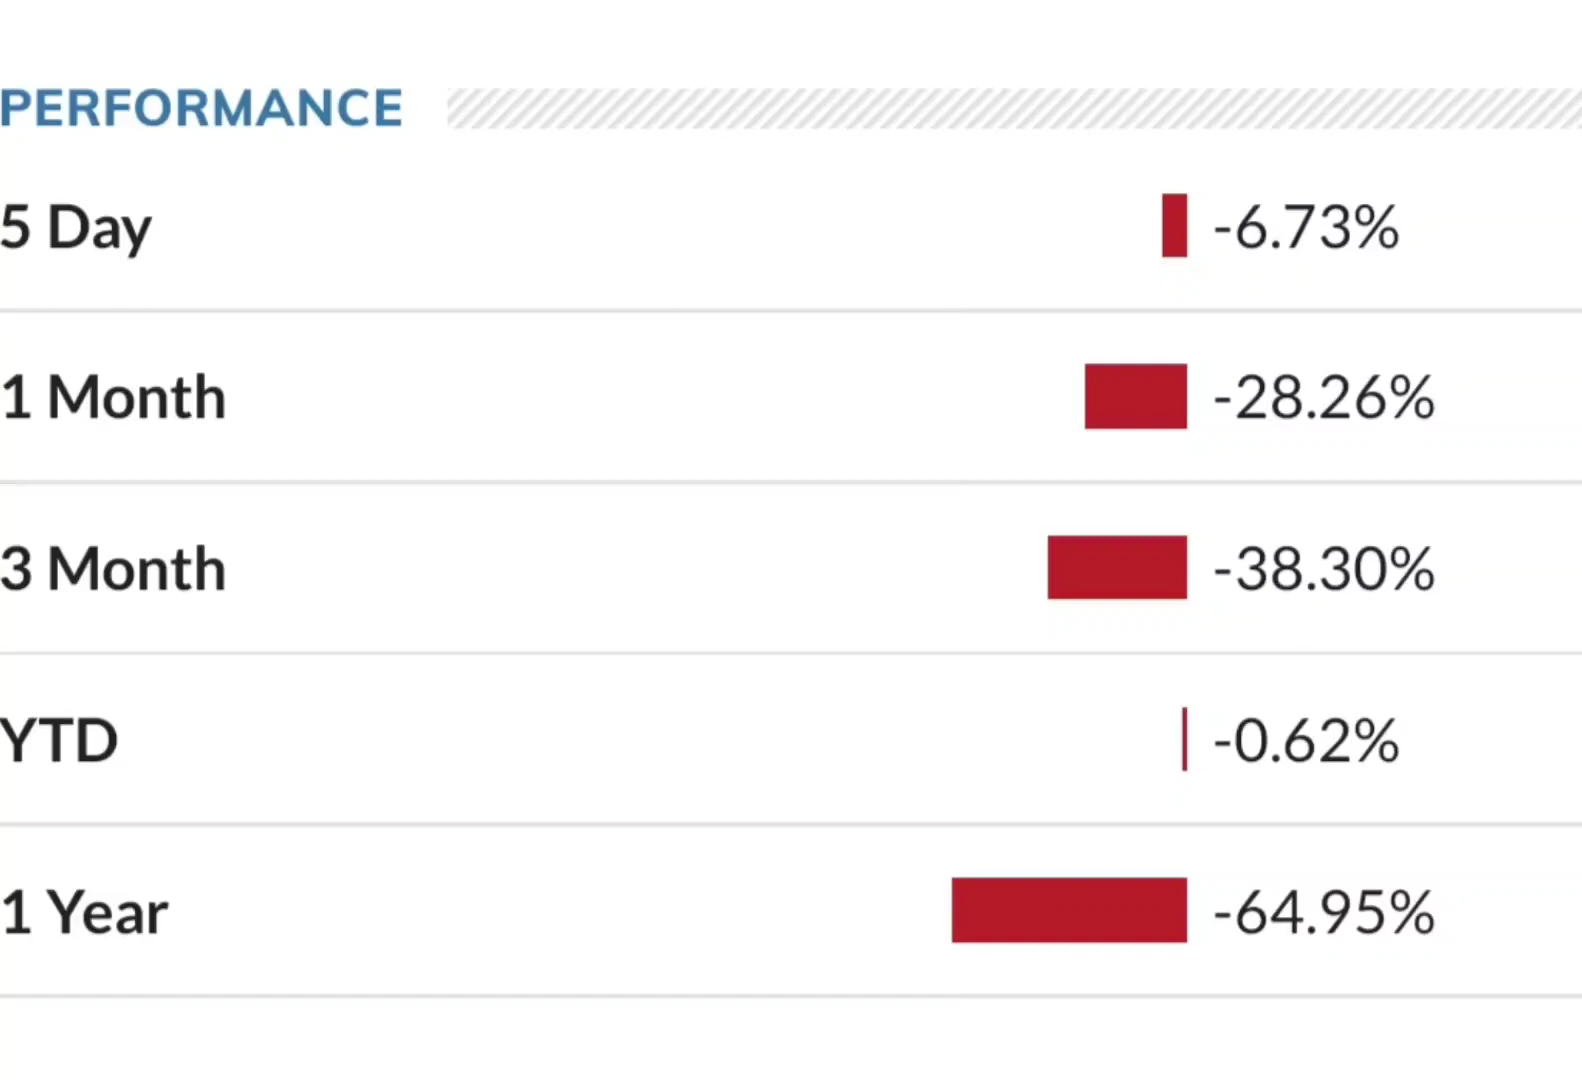 PERFORMANCE
5 Day -6.73%
1 Month -28.26%
3 Month -38.30%
YTD -0.62%
1 Year -64.95%